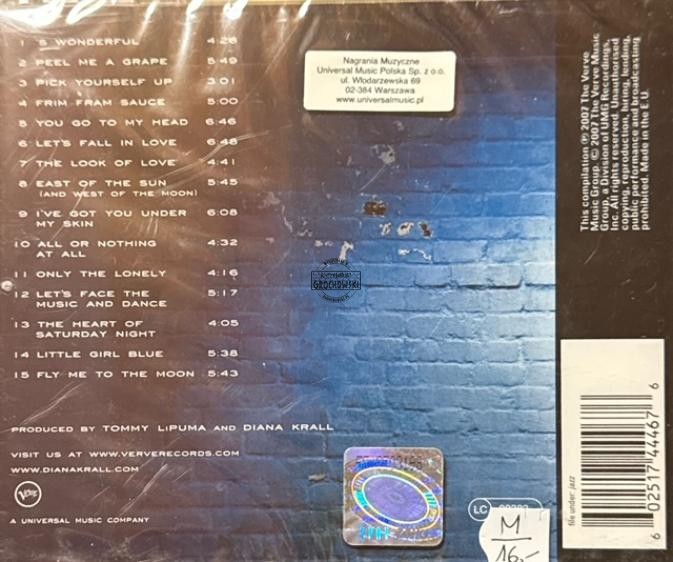 1 'S WONDERFUL 4:26
2 PEEL ME A GRAPE 5:49
3 PICK YOURSELF UP 3:01
4 FRIM FRAM SAUCE 5:00
5 YOU GO TO MY HEAD 6:46
6 LET'S FALL IN LOVE 6:48
7 THE LOOK OF LOVE 4:41
8 EAST OF THE SUN 5:45
(AND WEST OF THE MOON)
9 I'VE GOT YOU UNDER 6:08
MY SKIN
10 ALL OR NOTHING 4:32
AT ALL
11 ONLY THE LONELY 4:16
12 LET'S FACE THE 5:17
MUSIC AND DANCE
13 THE HEART OF 4:05
SATURDAY NIGHT
14 LITTLE GIRL BLUE 5:38
15 FLY ME TO THE MOON 5:43
PRODUCED BY TOMMY LIPUMA AND DIANA KRALL
VISIT US AT WWW.VERVERECORDS.COM
WWW.DIANAKRALL.COM
Verve
A UNIVERSAL MUSIC COMPANY
Nagrania Muzyczne
Universal Music Polska Sp. z o.o.
ul. Włodarzewska 69
02-384 Warszawa
www.universalmusic.pl
GROCHOWSKI
LC
M
16,-
This compilation ℗ 2007 The Verve
Music Group. © 2007 The Verve Music
Group, a Division of UMG Recordings,
Inc. All rights reserved. Unauthorised
copying, reproduction, hiring, lending,
public performance and broadcasting
prohibited. Made in the E.U.
file under: jazz
6 02517 44467 6